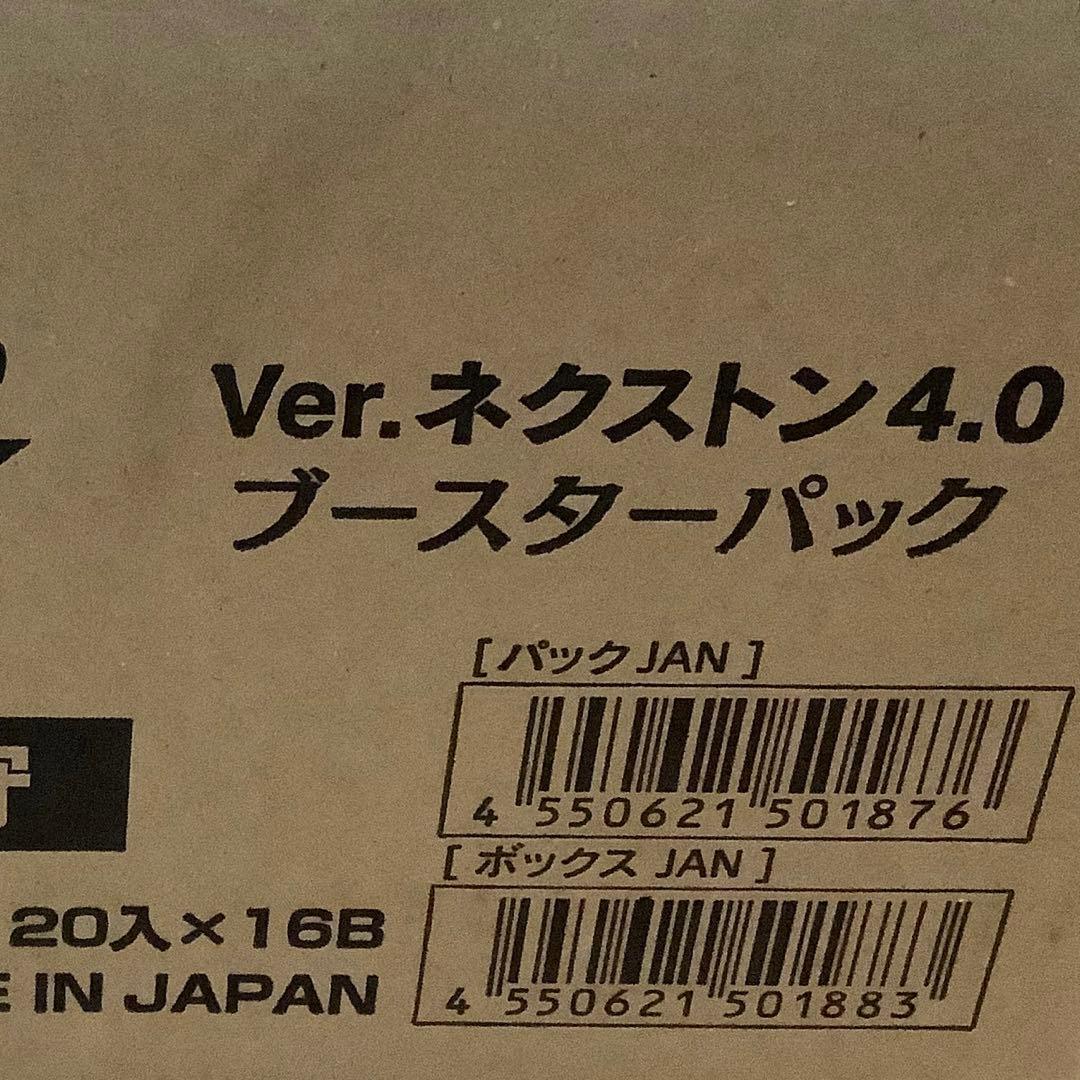 Ver.ネクストン4.0
ブースターパック
[パックJAN]
4 550621 501876
[ボックス JAN]
4 550621 501883
20入×16B
IN JAPAN